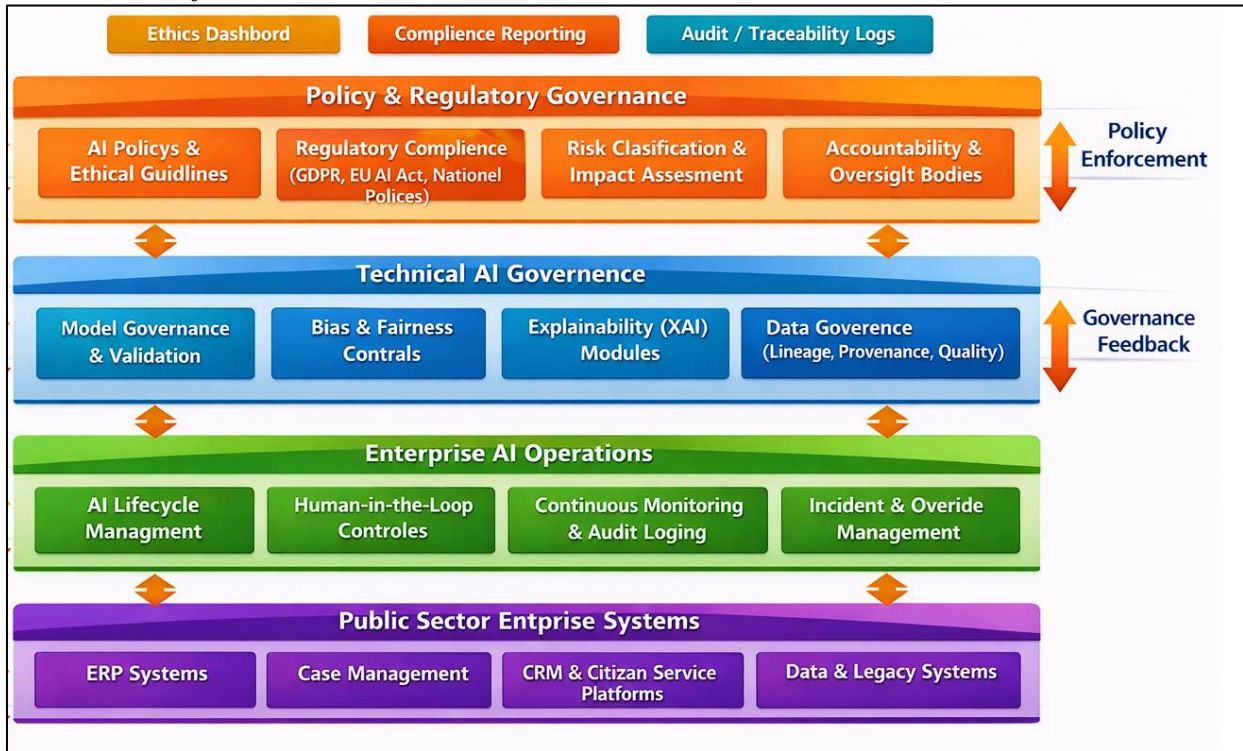 Ethics Dashbord
Complience Reporting
Audit / Traceability Logs
Policy & Regulatory Governance
AI Policys &
Ethical Guidlines
Regulatory Complience
(GDPR, EU AI Act, Nationel
Polices)
Risk Clasification &
Impact Assesment
Accountability &
Oversiglt Bodies
Policy
Enforcement
Technical AI Governence
Model Governance
& Validation
Bias & Fairness
Contrals
Explainability (XAI)
Modules
Data Goverence
(Lineage, Provenance, Quality)
Governance
Feedback
Enterprise AI Operations
AI Lifecycle
Managment
Human-in-the-Loop
Controles
Continuous Monitoring
& Audit Loging
Incident & Overide
Management
Public Sector Entprise Systems
ERP Systems
Case Management
CRM & Citizan Service
Platforms
Data & Legacy Systems